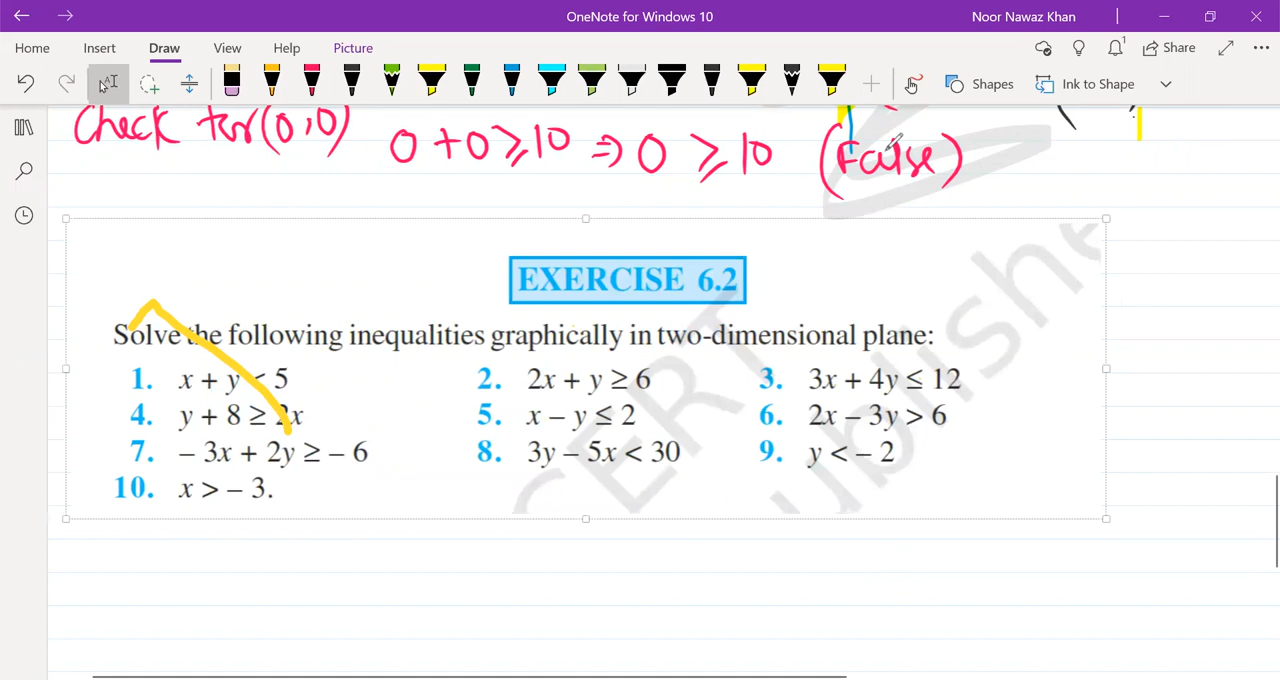 OneNote for Windows 10
Noor Nawaz Khan
Home Insert Draw View Help Picture
1 Share
Shapes Ink to Shape
Check for (0,0) 0 + 0 ≥ 10 ⇒ 0 ≥ 10 (False)
EXERCISE 6.2
Solve the following inequalities graphically in two-dimensional plane:
1. x + y < 5 2. 2x + y ≥ 6 3. 3x + 4y ≤ 12
4. y + 8 ≥ 2x 5. x – y ≤ 2 6. 2x – 3y > 6
7. – 3x + 2y ≥ – 6 8. 3y – 5x < 30 9. y < – 2
10. x > – 3.